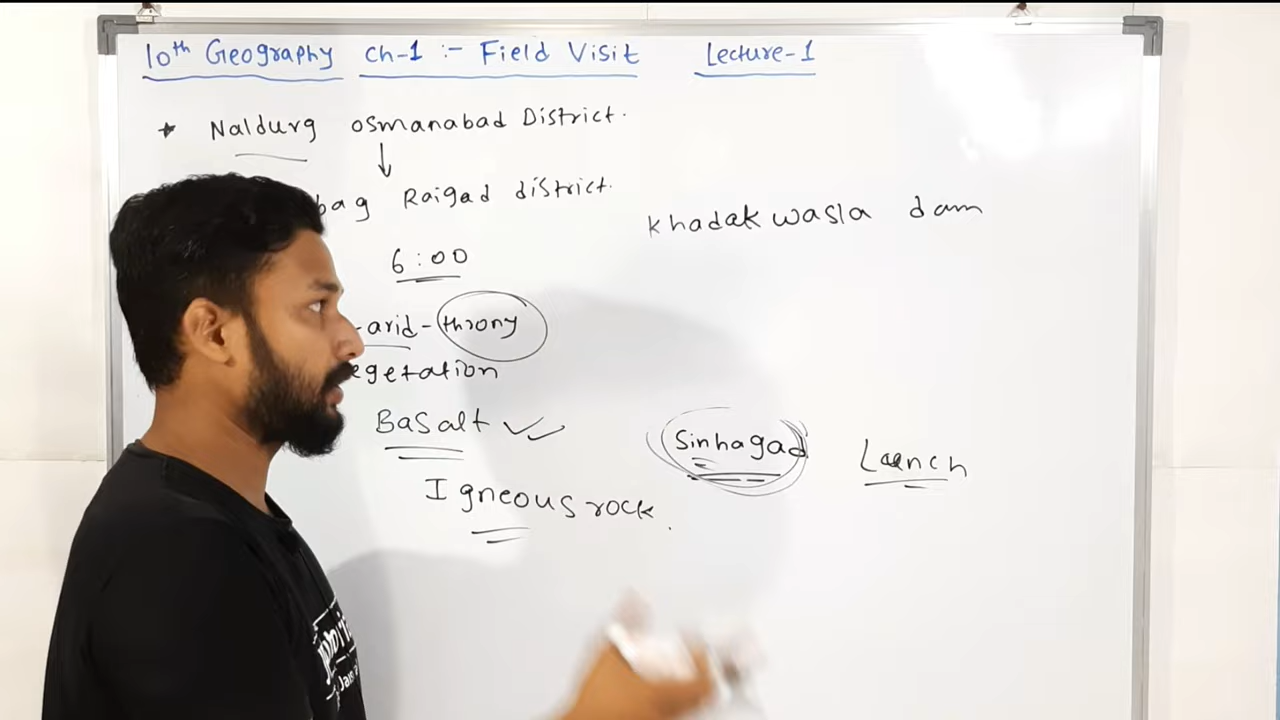 10th Geography ch-1 :- Field Visit Lecture-1
* Naldurg osmanabad District.
↓
bag Raigad district.
Khadakwasla dam
6:00
-arid-throny
egetation
Basalt ✓✓
Sinhagad Launch
Igneous rock.